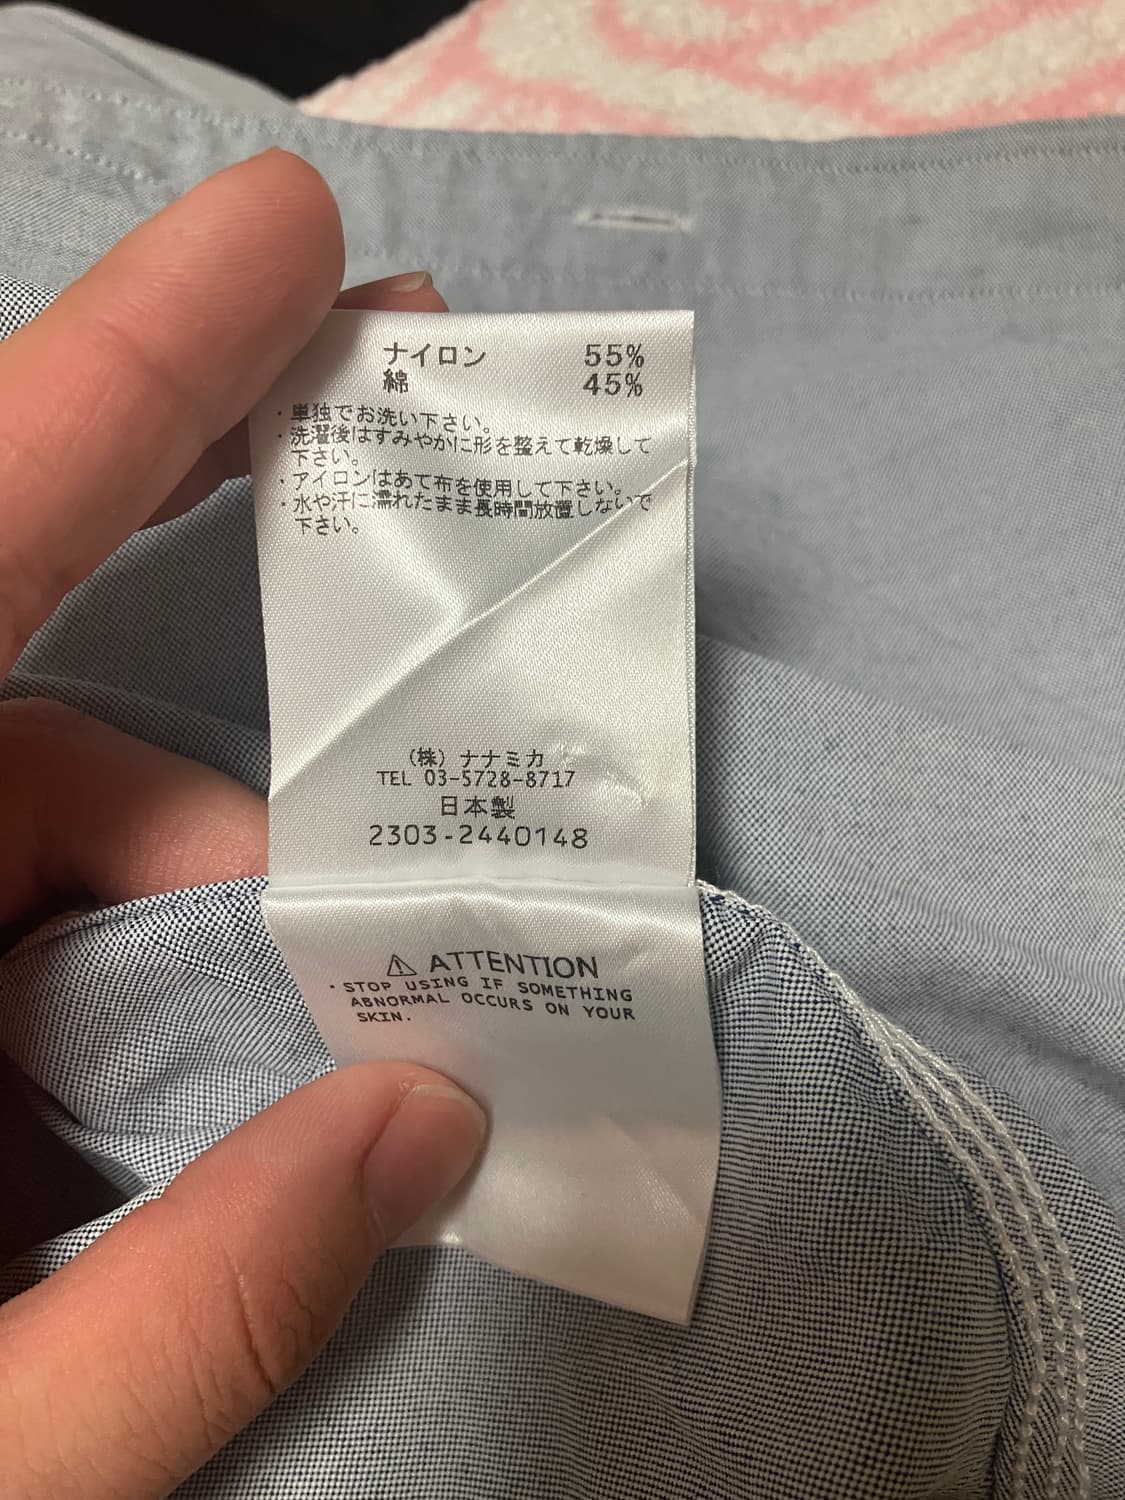 ナイロン 55%
綿 45%
・単独でお洗い下さい。
・洗濯後はすみやかに形を整えて乾燥して
下さい。
・アイロンはあて布を使用して下さい。
・水や汗に濡れたまま長時間放置しないで
下さい。
(株)ナナミカ
TEL 03-5728-8717
日本製
2303-2440148
⚠ ATTENTION
・STOP USING IF SOMETHING
ABNORMAL OCCURS ON YOUR
SKIN.